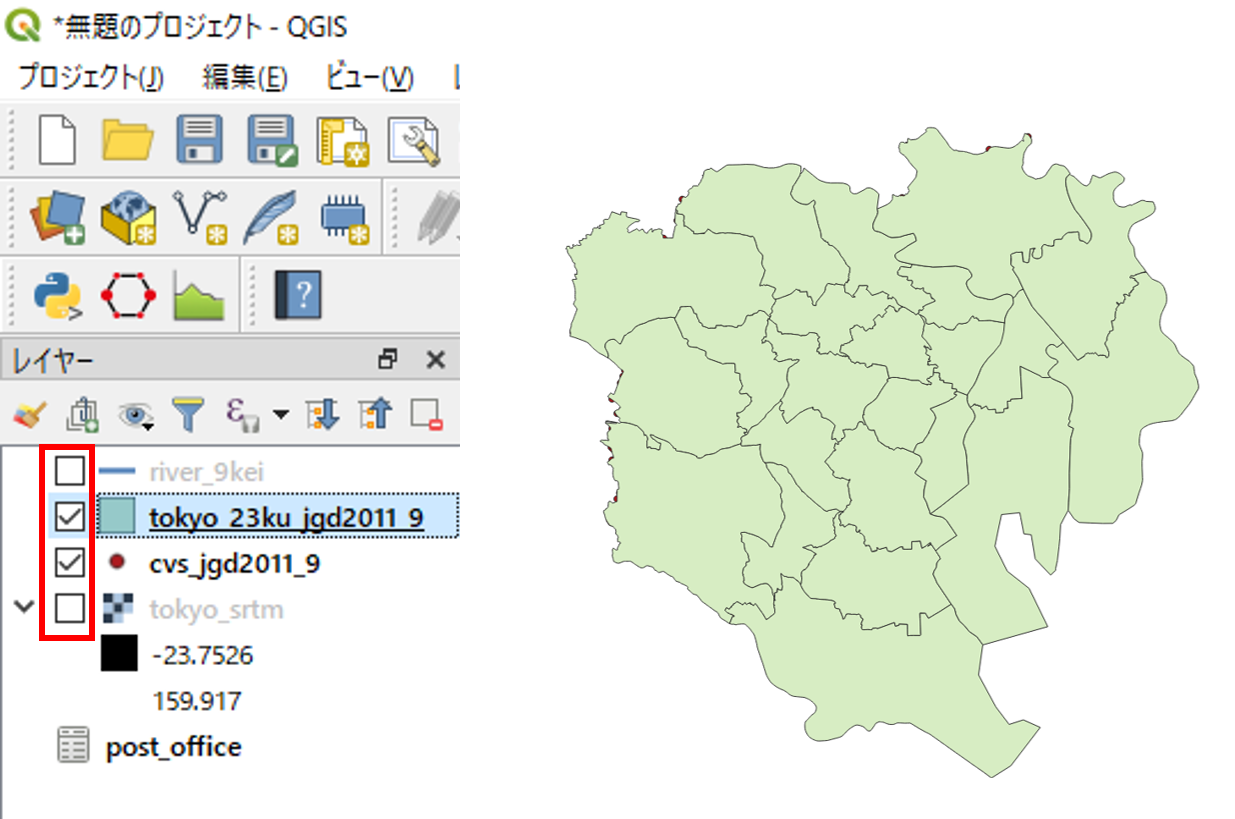 *無題のプロジェクト - QGIS
プロジェクト(J) 編集(E) ビュー(V)
?
レイヤー
ε
river_9kei
tokyo_23ku_jgd2011_9
cvs_jgd2011_9
tokyo_srtm
-23.7526
159.917
post_office